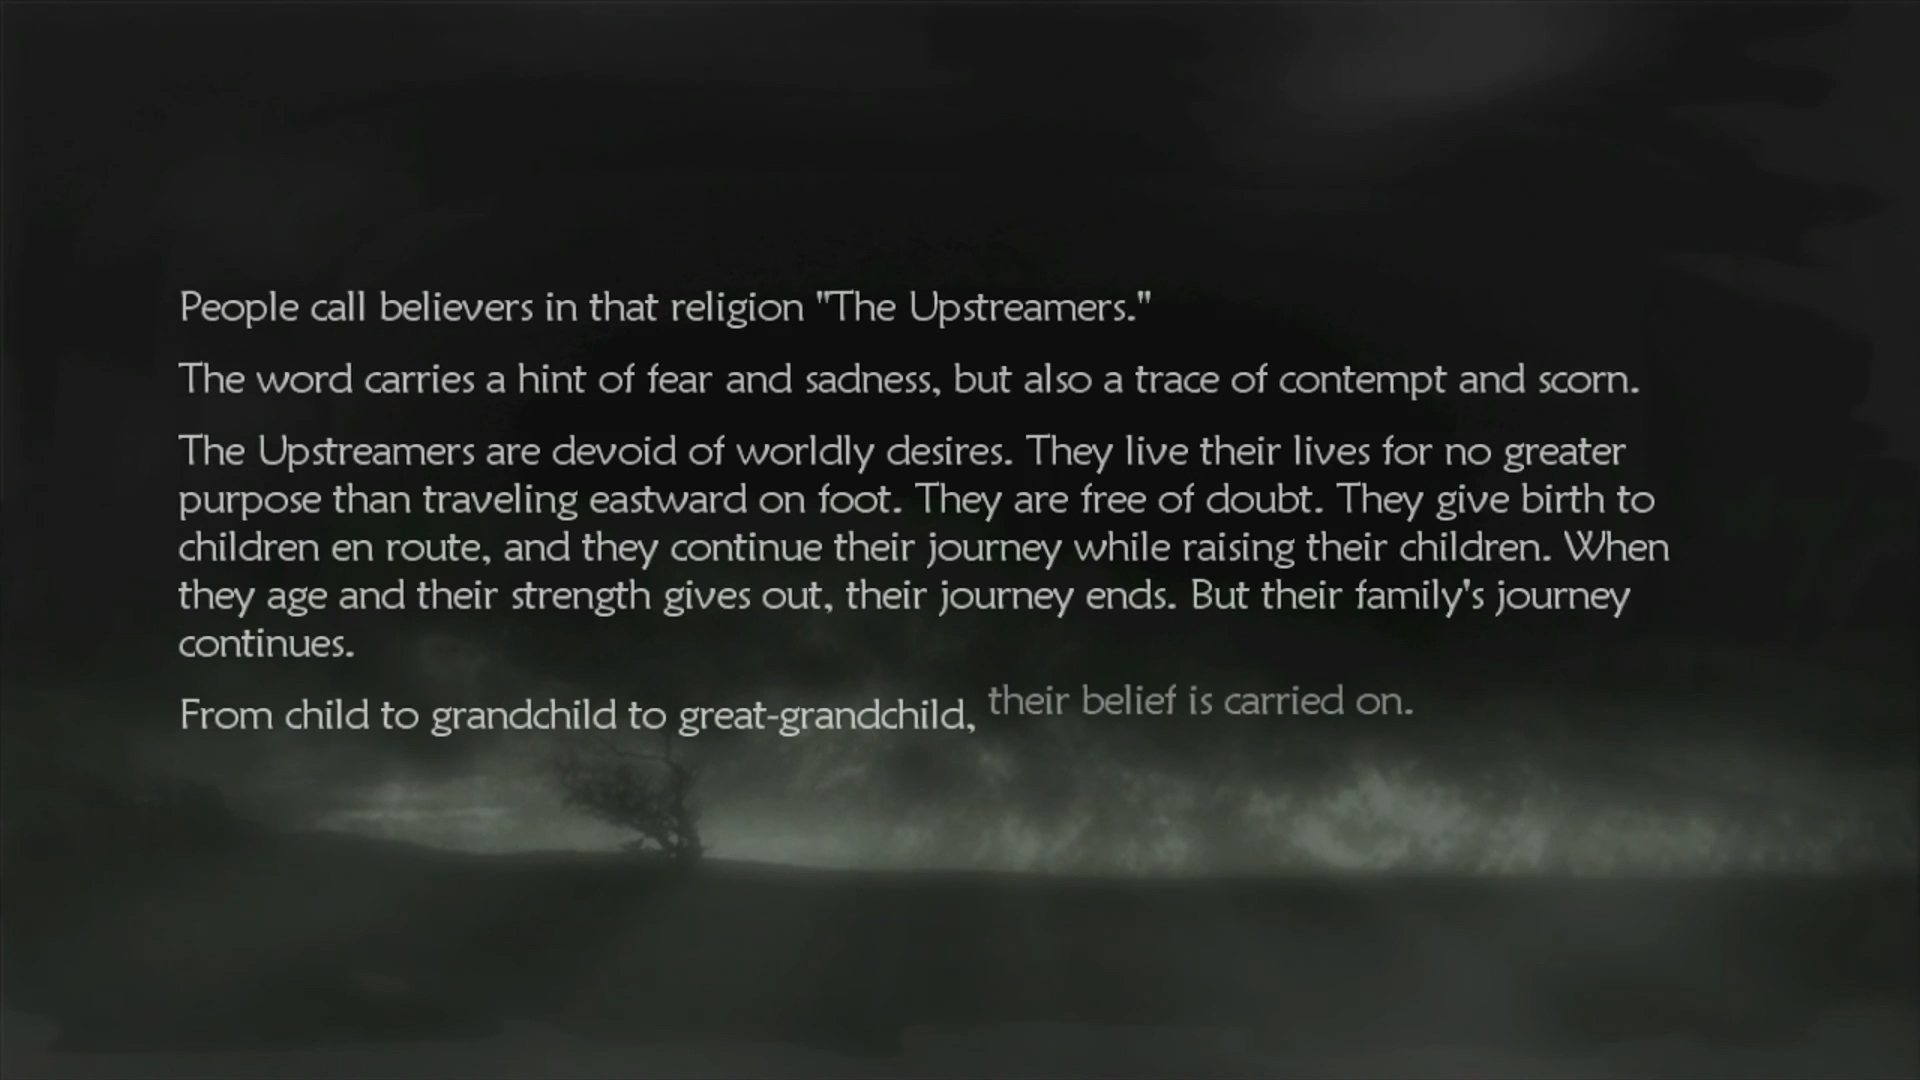 People call believers in that religion "The Upstreamers."
The word carries a hint of fear and sadness, but also a trace of contempt and scorn.
The Upstreamers are devoid of worldly desires. They live their lives for no greater
purpose than traveling eastward on foot. They are free of doubt. They give birth to
children en route, and they continue their journey while raising their children. When
they age and their strength gives out, their journey ends. But their family's journey
continues.
From child to grandchild to great-grandchild, their belief is carried on.